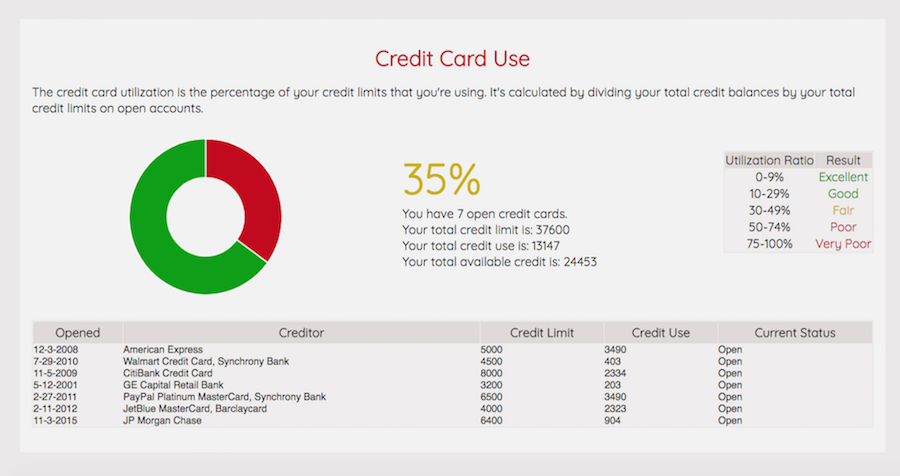 Credit Card Use
The credit card utilization is the percentage of your credit limits that you're using. It's calculated by dividing your total credit balances by your total
credit limits on open accounts.
35%
You have 7 open credit cards.
Your total credit limit is: 37600
Your total credit use is: 13147
Your total available credit is: 24453
Utilization Ratio Result
0-9% Excellent
10-29% Good
30-49% Fair
50-74% Poor
75-100% Very Poor
Opened Creditor Credit Limit Credit Use Current Status
12-3-2008 American Express 5000 3490 Open
7-29-2010 Walmart Credit Card, Synchrony Bank 4500 403 Open
11-5-2009 CitiBank Credit Card 8000 2334 Open
5-12-2001 GE Capital Retail Bank 3200 203 Open
2-27-2011 PayPal Platinum MasterCard, Synchrony Bank 6500 3490 Open
2-11-2012 JetBlue MasterCard, Barclaycard 4000 2323 Open
11-3-2015 JP Morgan Chase 6400 904 Open